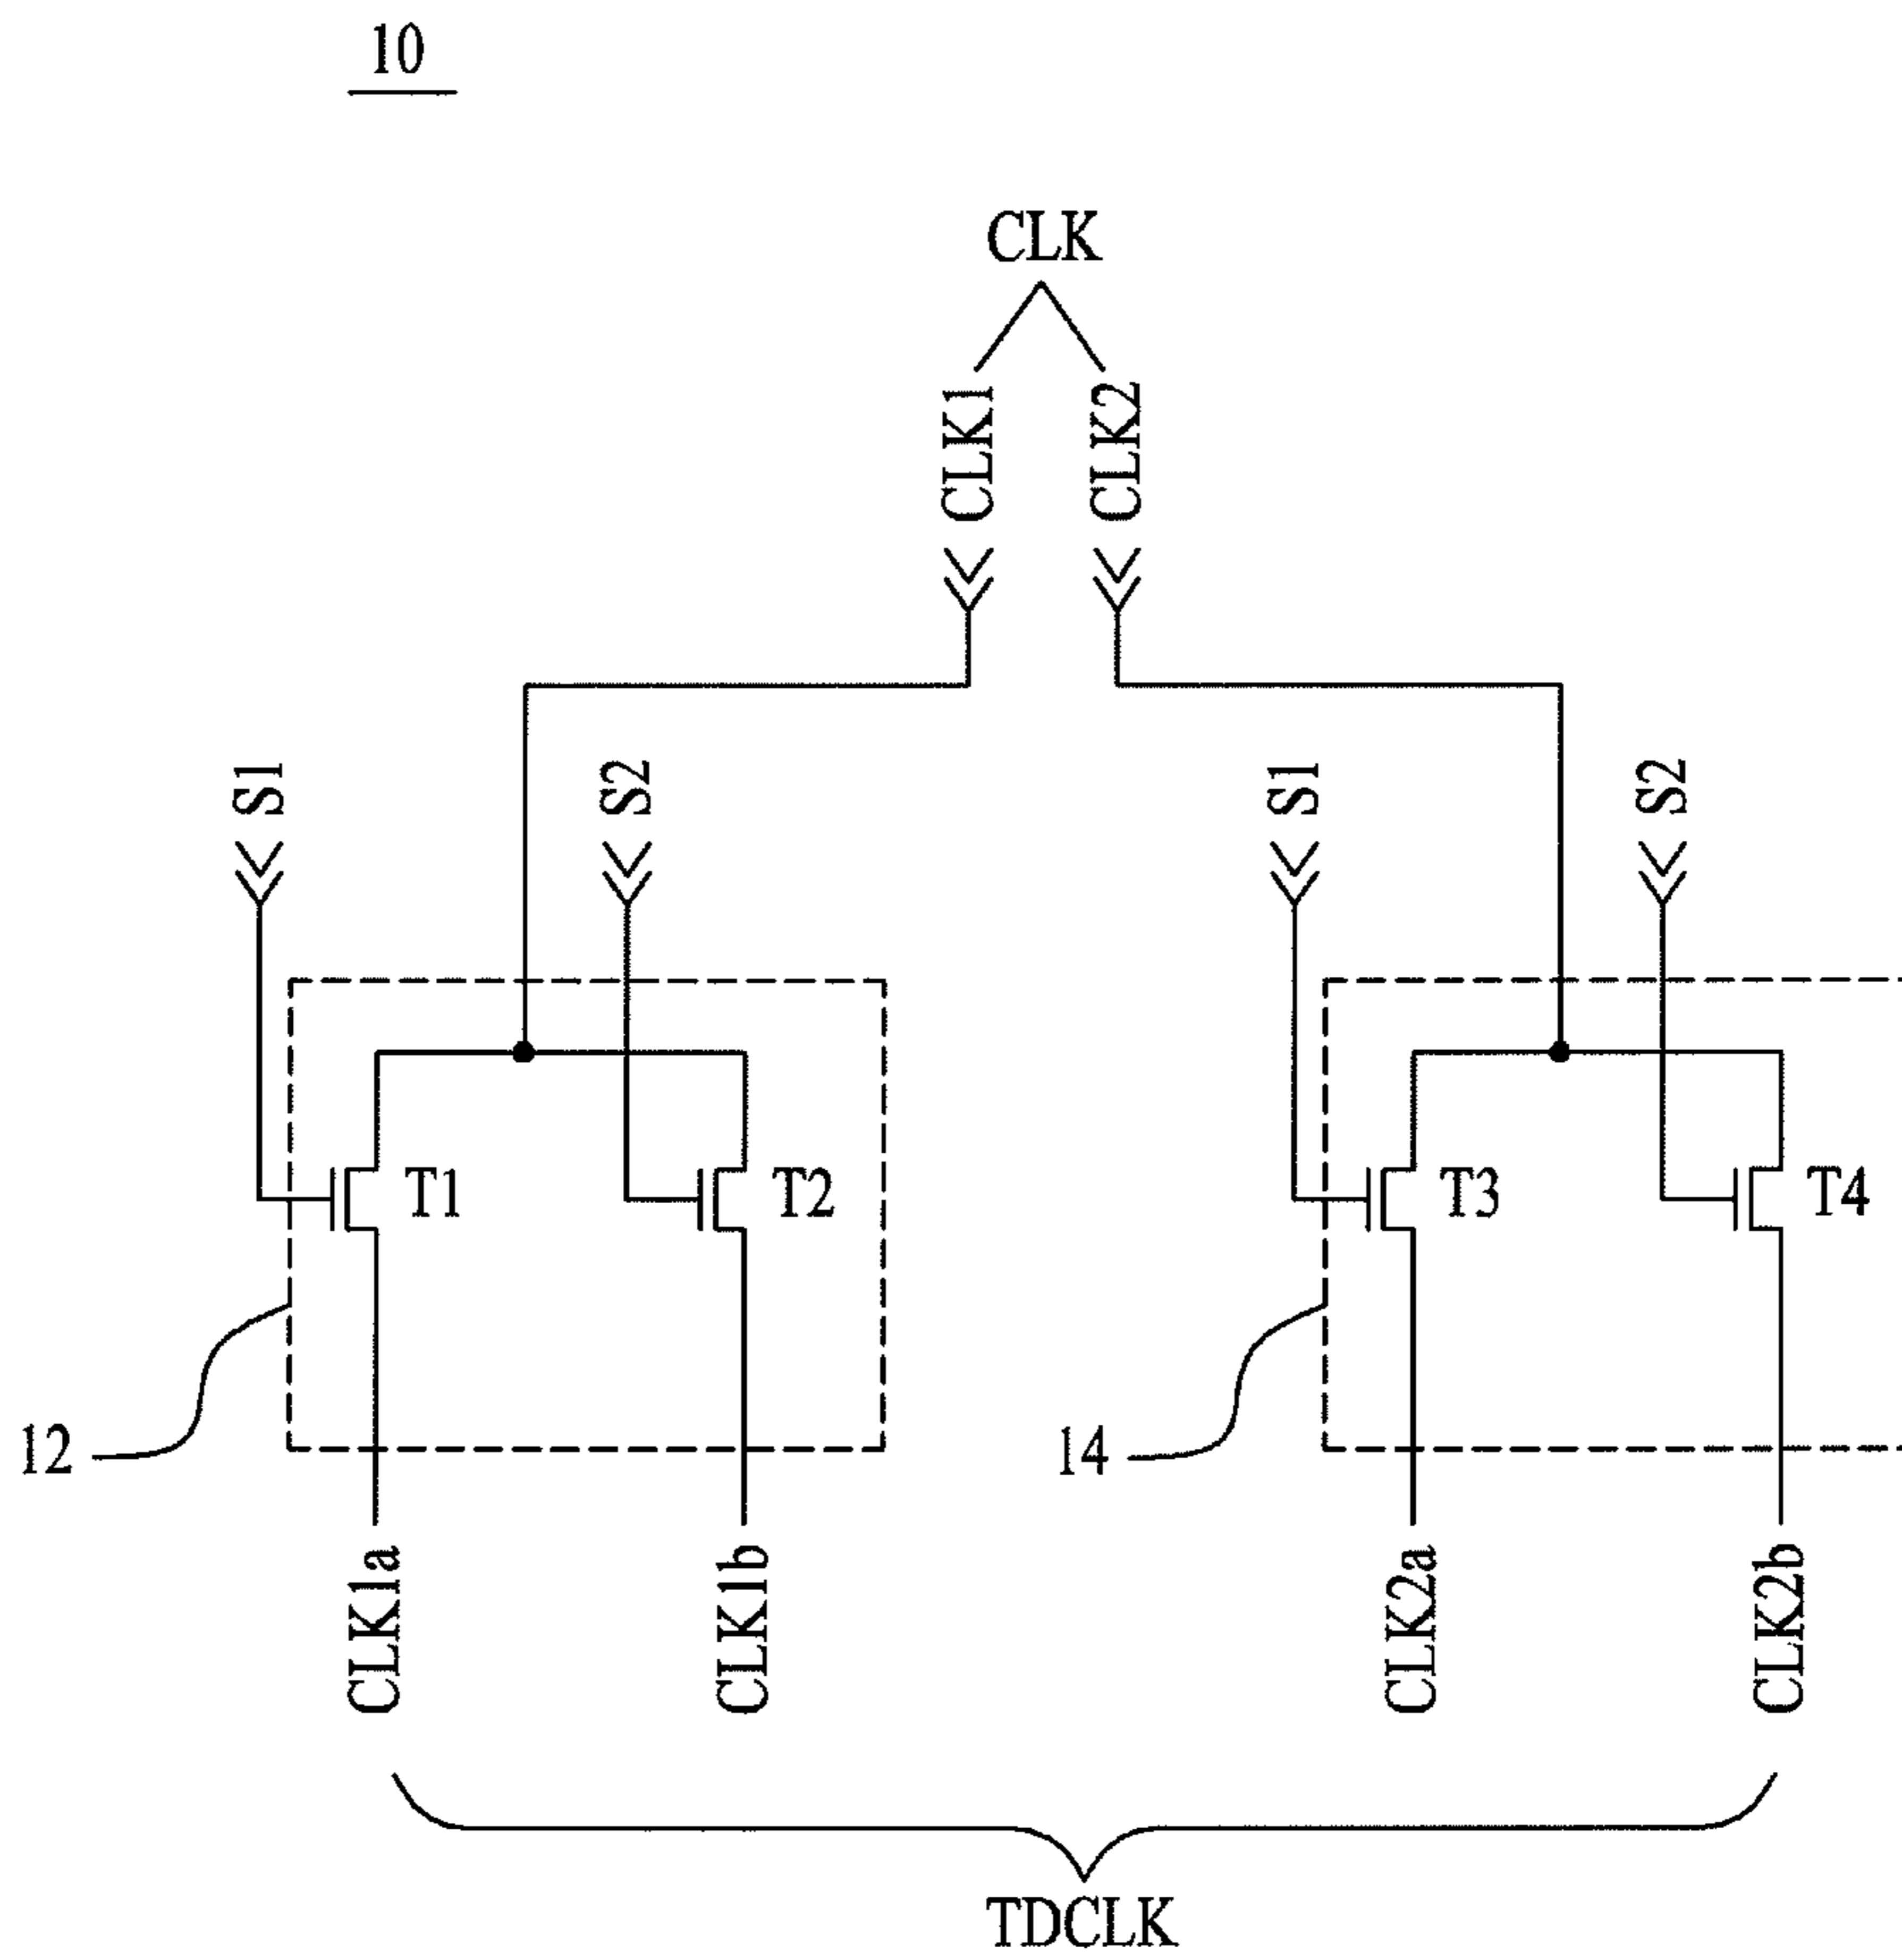 10
CLK
CLK1
CLK2
S1
S2
S1
S2
T1
T2
T3
T4
12
14
CLK1a
CLK1b
CLK2a
CLK2b
TDCLK